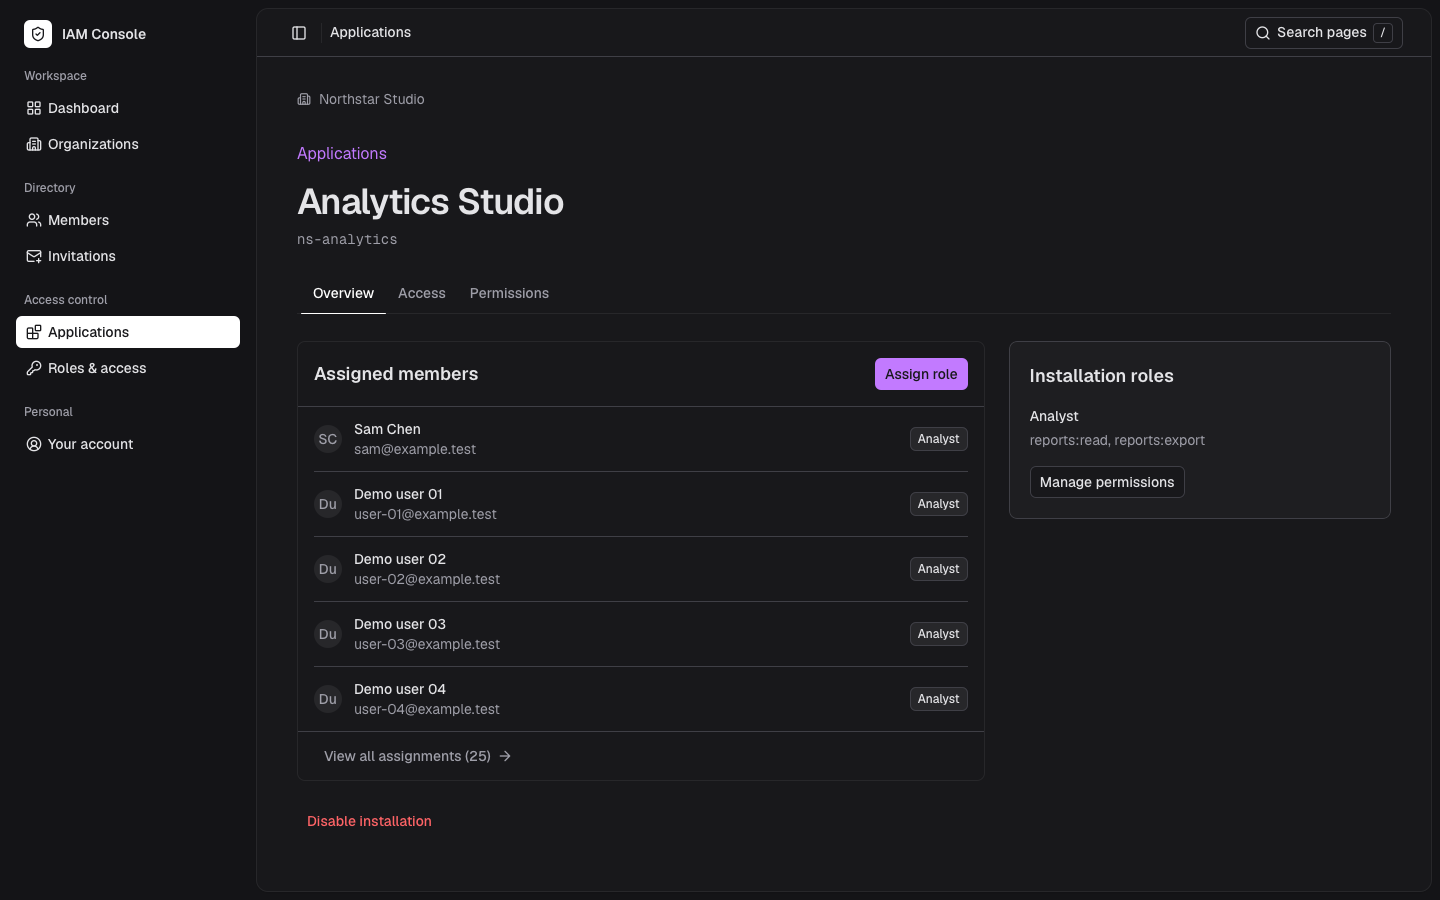 IAM Console
Workspace
Dashboard
Organizations
Directory
Members
Invitations
Access control
Applications
Roles & access
Personal
Your account
Applications
Search pages /
Northstar Studio
Applications
Analytics Studio
ns-analytics
Overview Access Permissions
Assigned members
Assign role
SC Sam Chen
sam@example.test
Analyst
Du Demo user 01
user-01@example.test
Analyst
Du Demo user 02
user-02@example.test
Analyst
Du Demo user 03
user-03@example.test
Analyst
Du Demo user 04
user-04@example.test
Analyst
View all assignments (25) →
Disable installation
Installation roles
Analyst
reports:read, reports:export
Manage permissions